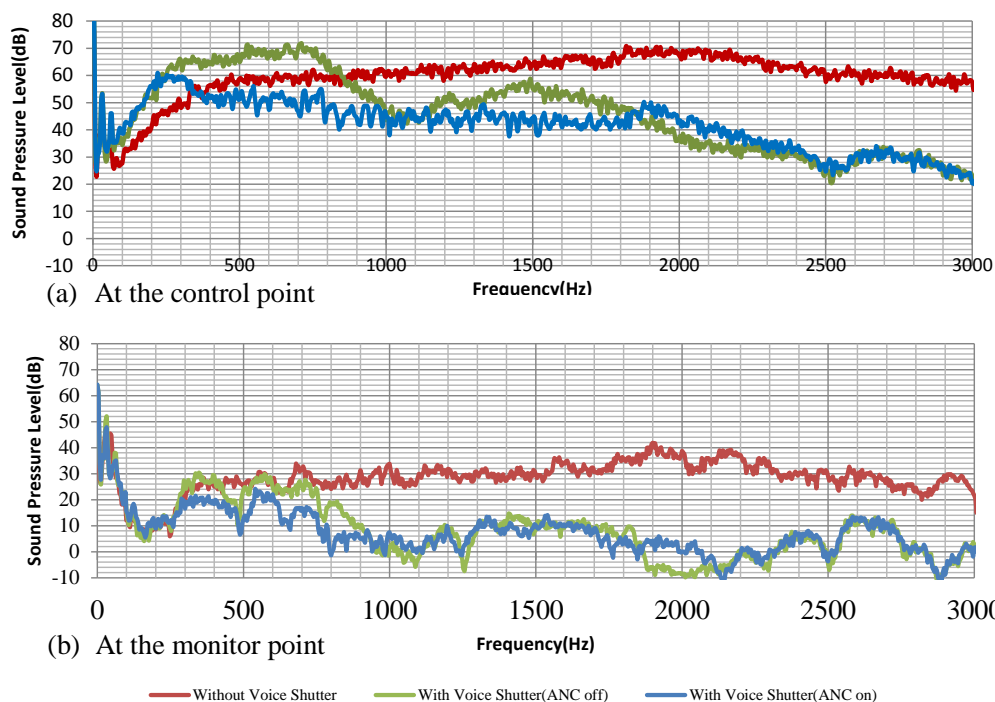 80
70
60
50
40
30
20
10
0
-10
Sound Pressure Level(dB)
0 500 1000 1500 2000 2500 3000
Frequency(Hz)
(a) At the control point
80
70
60
50
40
30
20
10
0
-10
Sound Pressure Level(dB)
0 500 1000 1500 2000 2500 3000
Frequency(Hz)
(b) At the monitor point
Without Voice Shutter With Voice Shutter(ANC off) With Voice Shutter(ANC on)